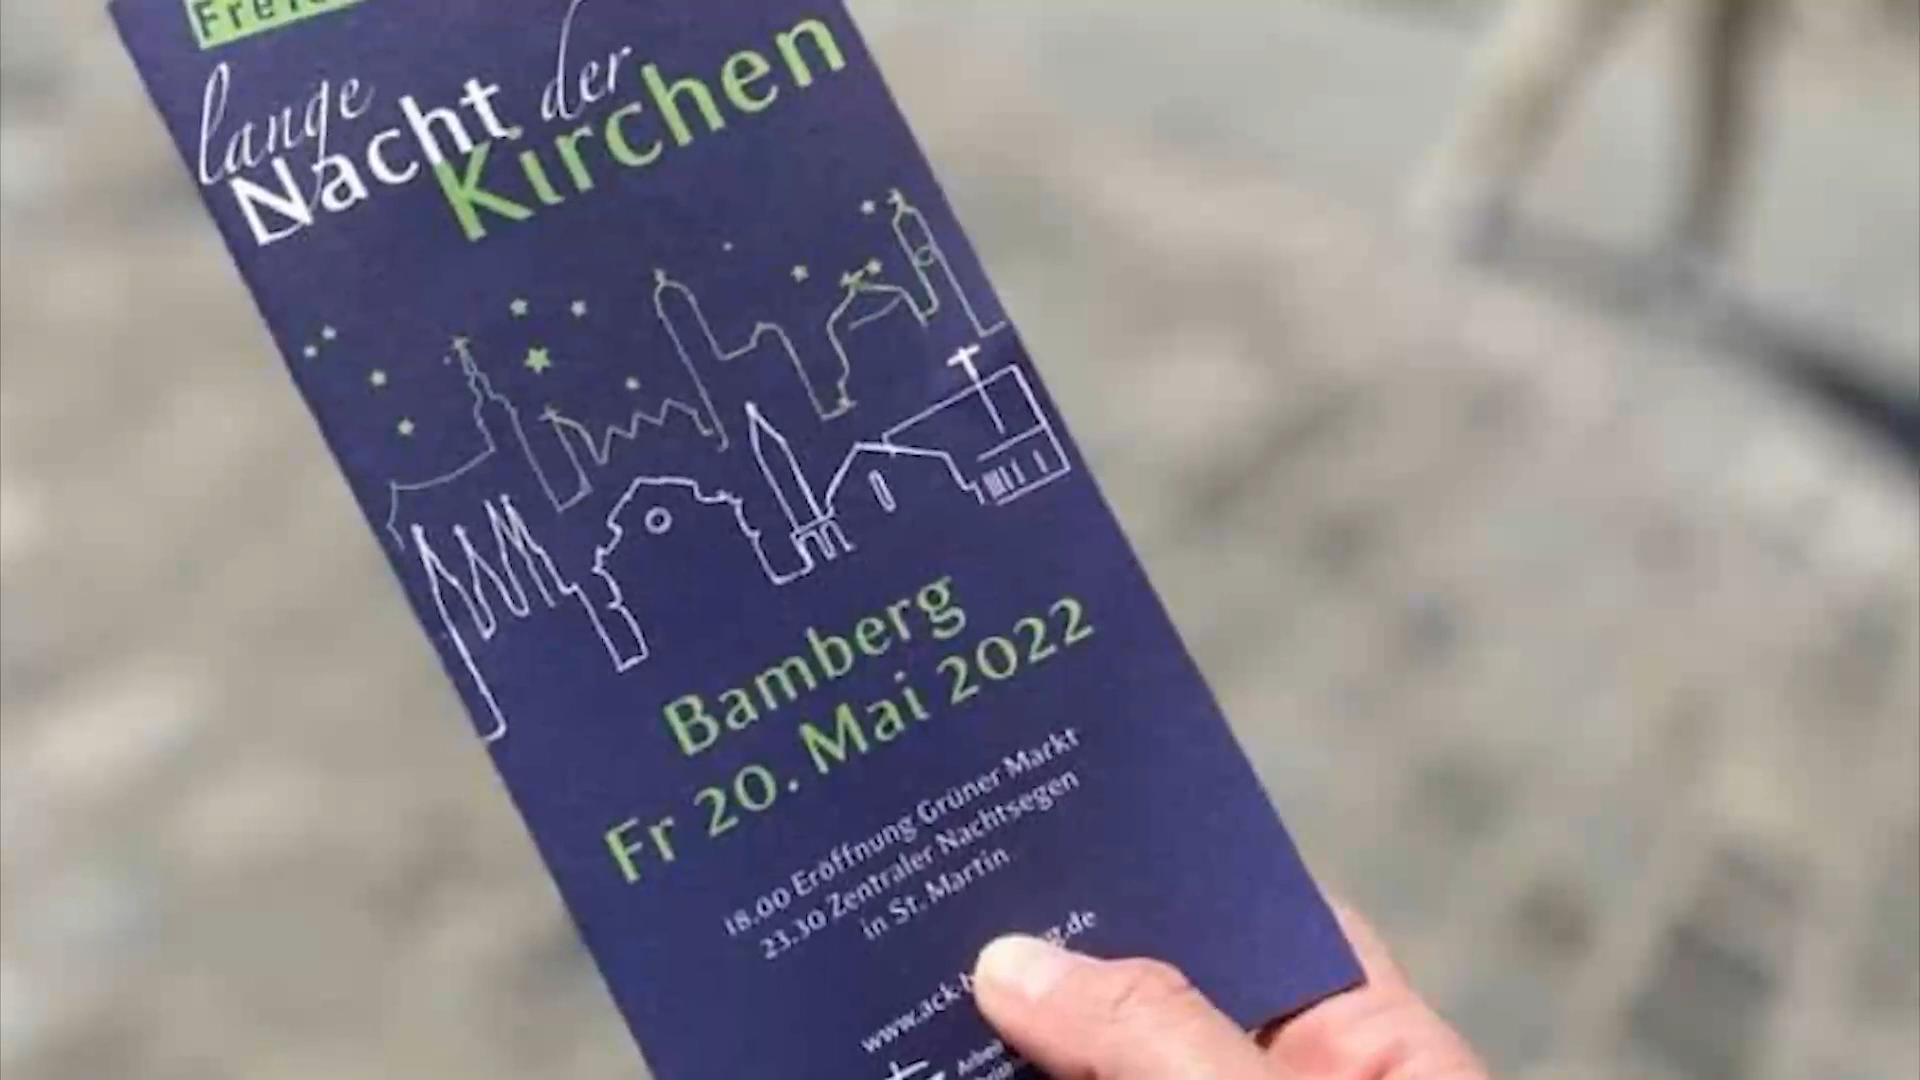 lange
Nacht der
Kirchen
Bamberg
Fr 20. Mai 2022
18.00 Eröffnung Grüner Markt
23.30 Zentraler Nachtsegen
in St. Martin